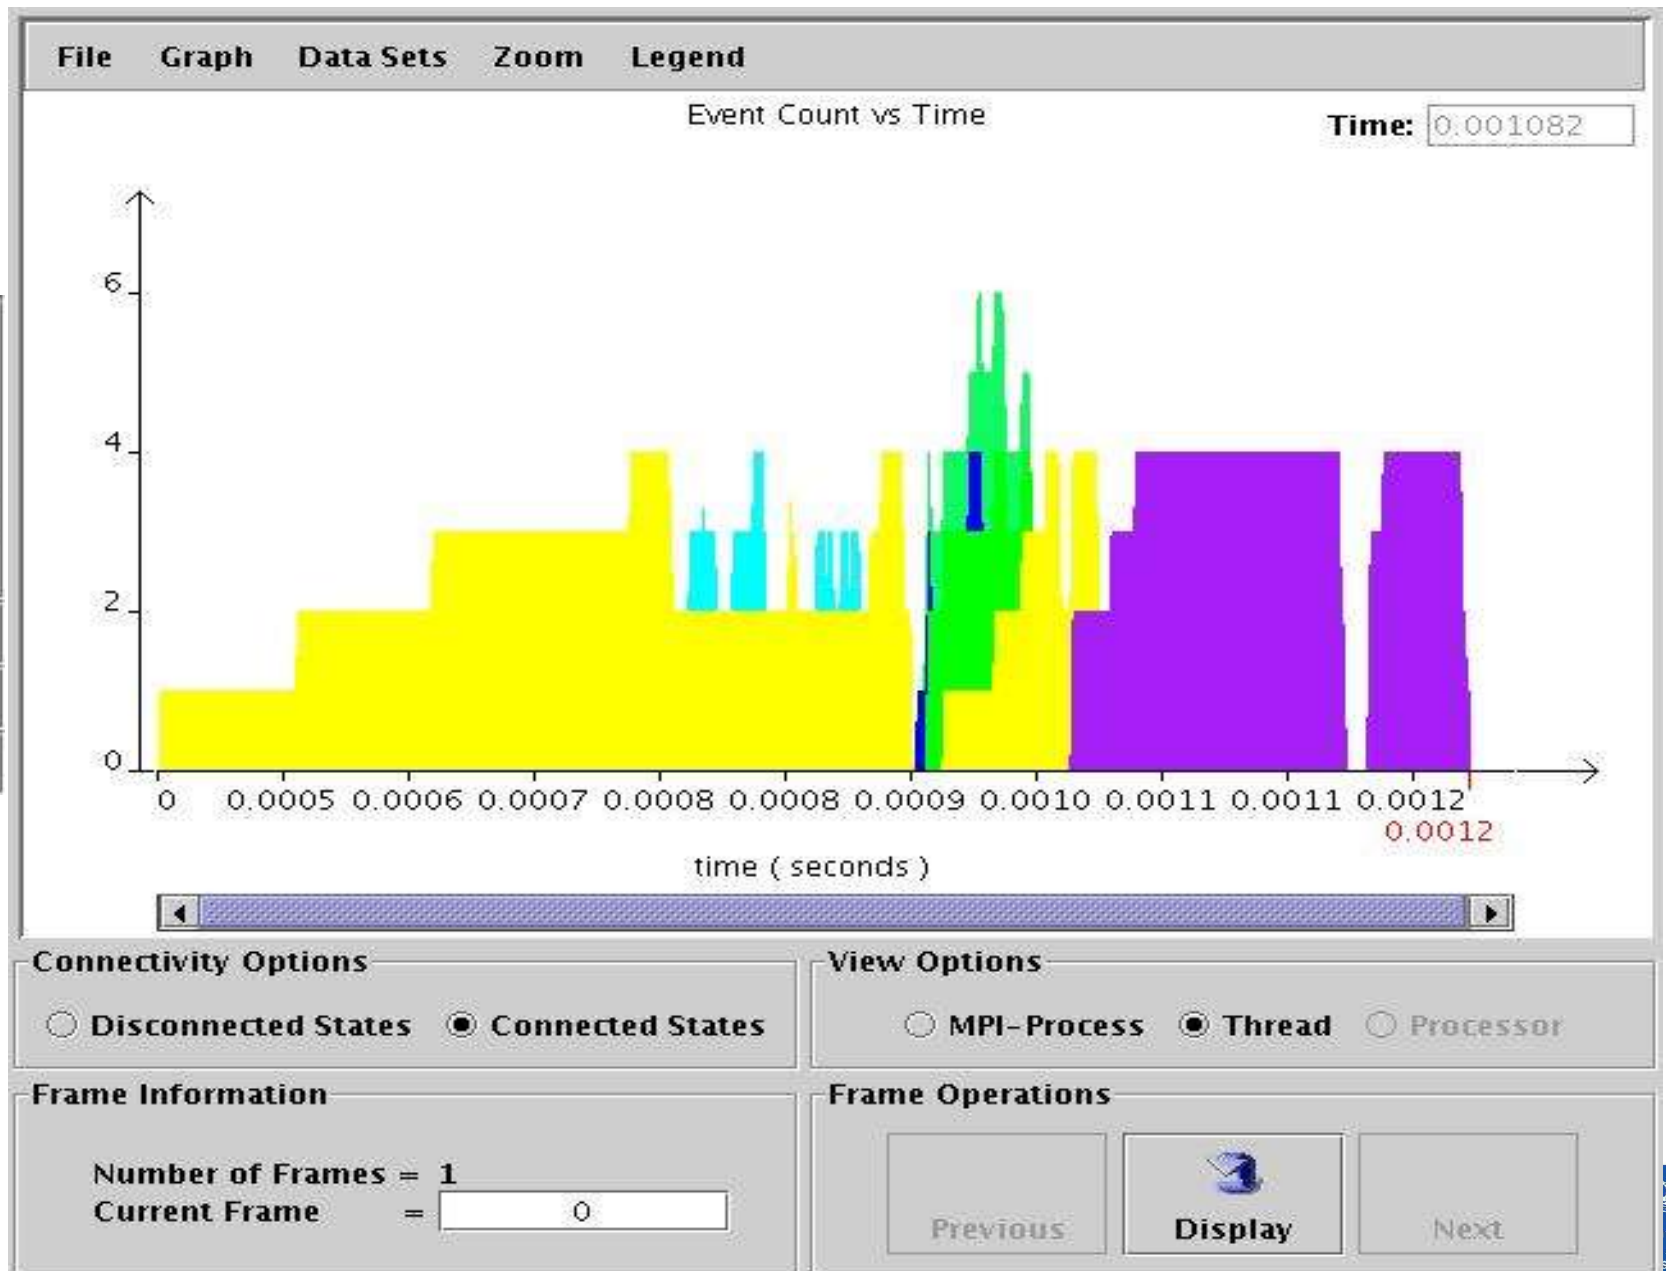 File Graph Data Sets Zoom Legend
Event Count vs Time
Time: 0.001082
6
4
2
0
0 0.0005 0.0006 0.0007 0.0008 0.0008 0.0009 0.0010 0.0011 0.0011 0.0012
0.0012
time ( seconds )
Connectivity Options
Disconnected States Connected States
View Options
MPI-Process Thread Processor
Frame Information
Number of Frames = 1
Current Frame = 0
Frame Operations
Previous Display Next